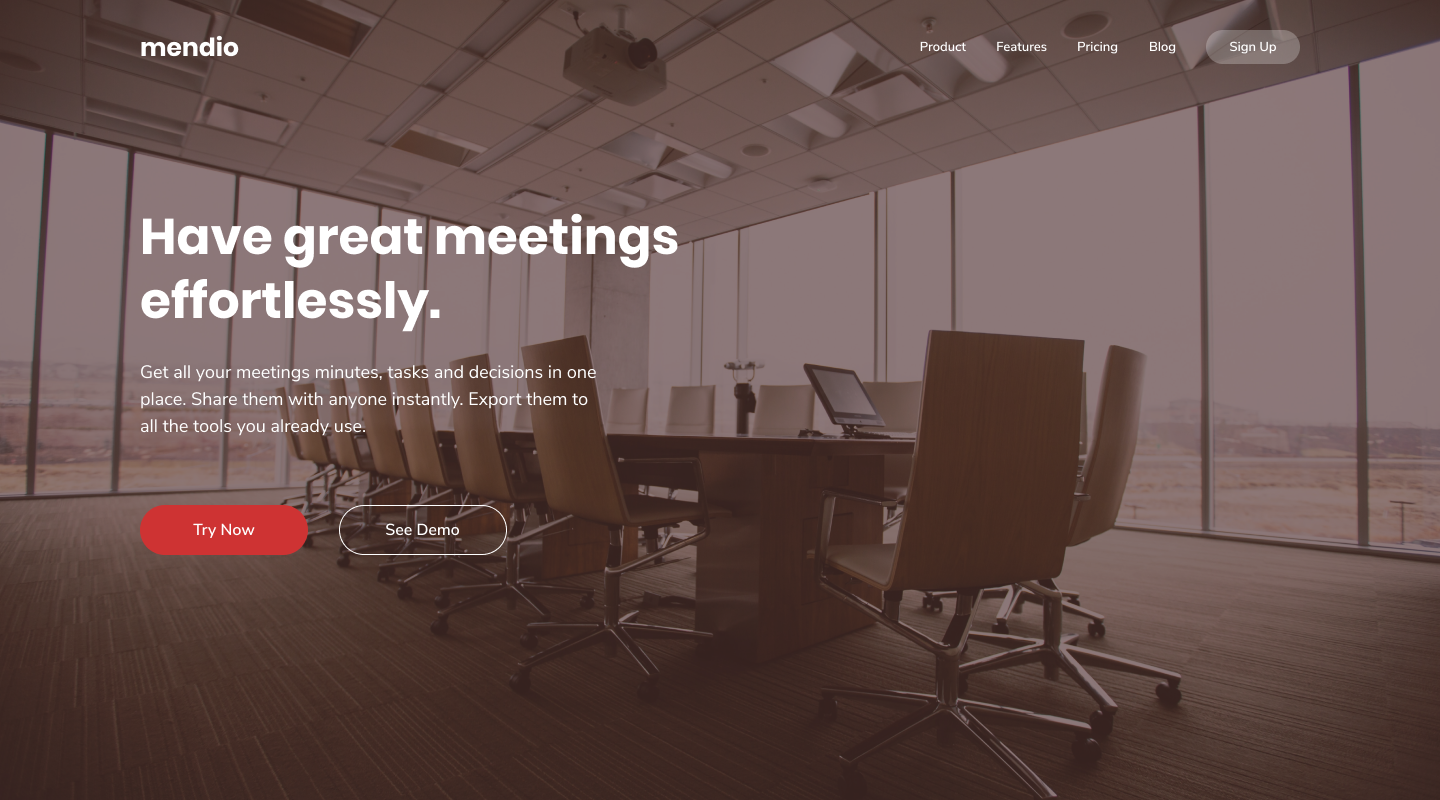 mendio
Product Features Pricing Blog Sign Up
Have great meetings
effortlessly.
Get all your meetings minutes, tasks and decisions in one
place. Share them with anyone instantly. Export them to
all the tools you already use.
Try Now See Demo